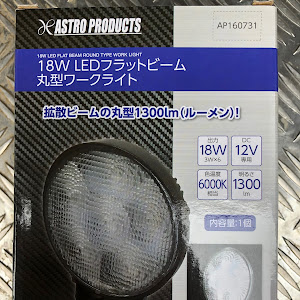 ASTRO PRODUCTS
AP160731
18W LED FLAT BEAM ROUND TYPE WORK LIGHT
18W LEDフラットビーム
丸型ワークライト
拡散ビームの丸型1300lm(ルーメン)!
出力
18W
3W×6
DC
12V
専用
色温度
6000K
相当
明るさ
1300
lm
内容量:1個